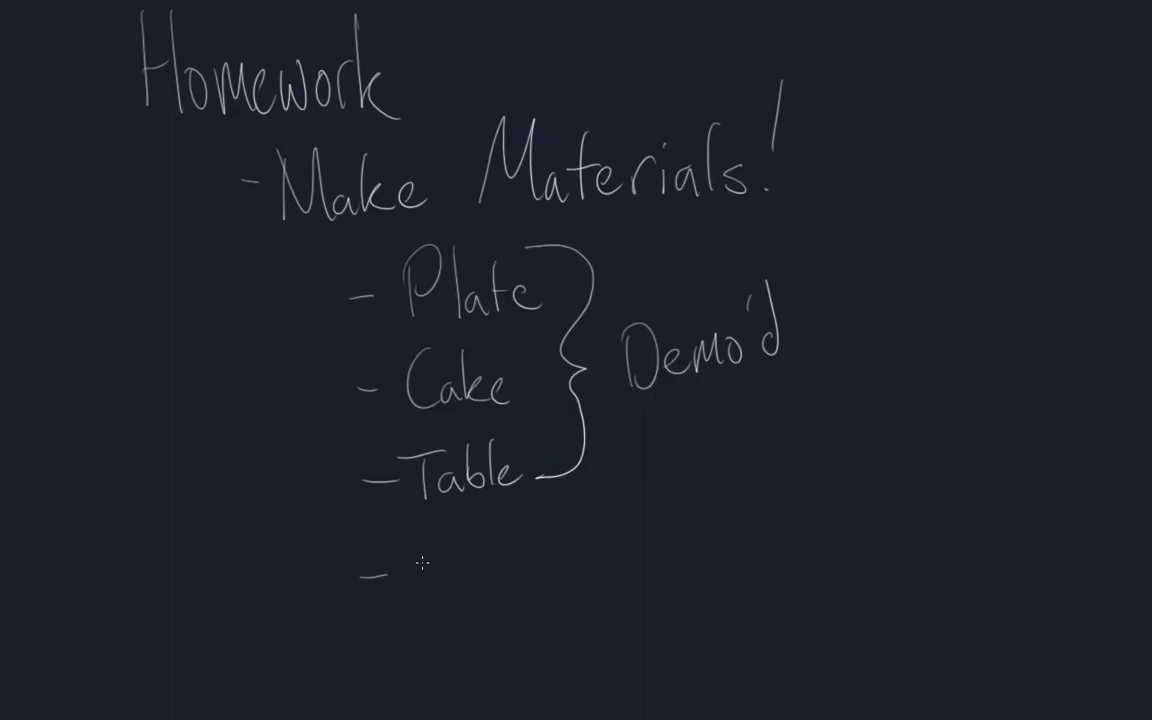 Homework
- Make Materials!
- Plate
- Cake
Demo'd
- Table
-